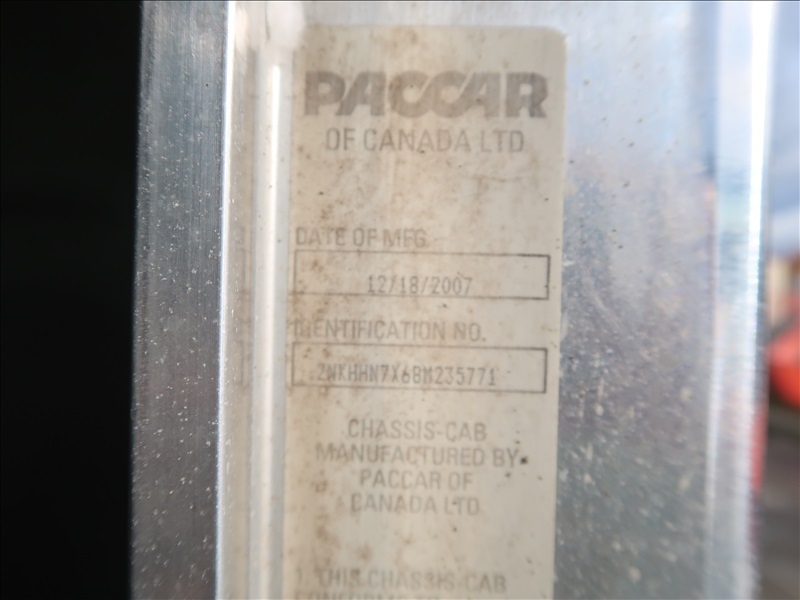 PACCAR
OF CANADA LTD
DATE OF MFG
12/18/2007
IDENTIFICATION NO.
2NKHHN7X68M235771
CHASSIS-CAB
MANUFACTURED BY
PACCAR OF
CANADA LTD
1. THIS CHASSIS-CAB